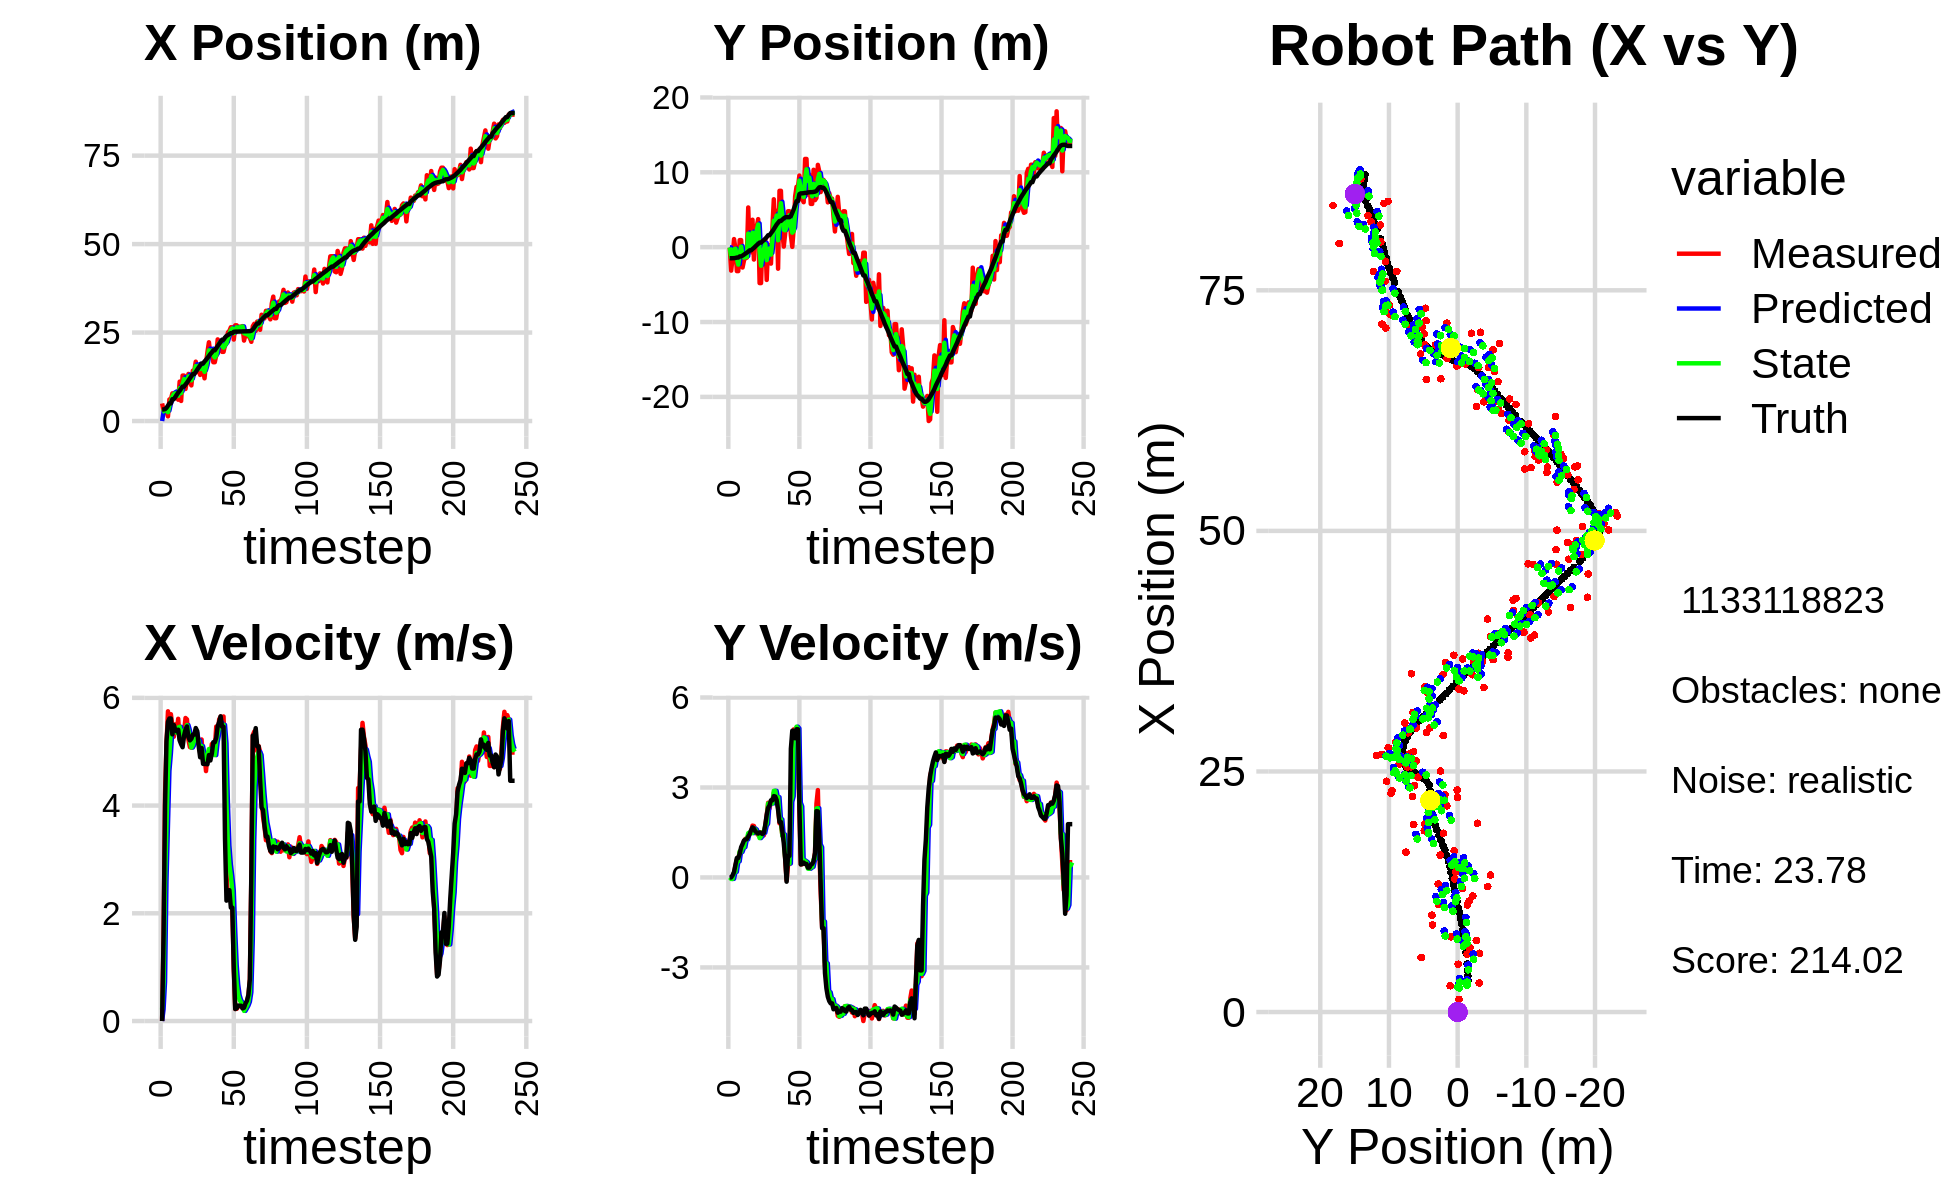 X Position (m)
75
50
25
0
0 50 100 150 200 250
timestep
Y Position (m)
20
10
0
-10
-20
0 50 100 150 200 250
timestep
X Velocity (m/s)
6
4
2
0
0 50 100 150 200 250
timestep
Y Velocity (m/s)
6
3
0
-3
0 50 100 150 200 250
timestep
Robot Path (X vs Y)
X Position (m)
75
50
25
0
20 10 0 -10 -20
Y Position (m)
variable
Measured
Predicted
State
Truth
1133118823
Obstacles: none
Noise: realistic
Time: 23.78
Score: 214.02